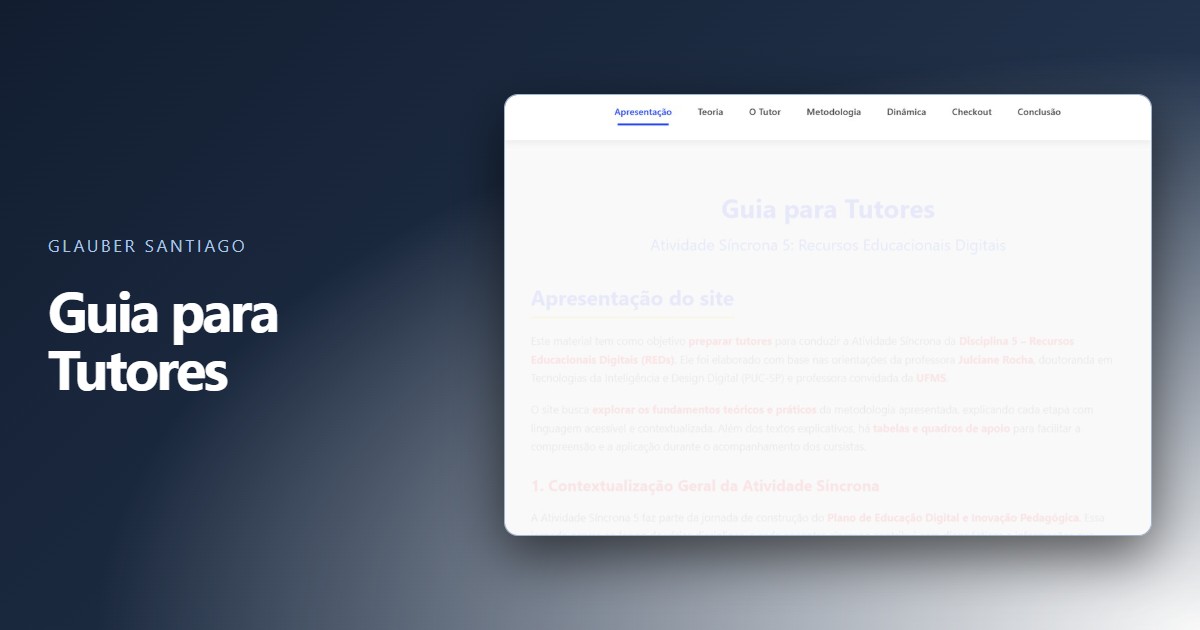 GLAUBER SANTIAGO
Guia para
Tutores
Apresentação Teoria O Tutor Metodologia Dinâmica Checkout Conclusão
Guia para Tutores
Atividade Síncrona 5: Recursos Educacionais Digitais
Apresentação do site
Este material tem como objetivo preparar tutores para conduzir a Atividade Síncrona da Disciplina 5 – Recursos
Educacionais Digitais (REDs). Ele foi elaborado com base nas orientações da professora Joiciene Rocha, doutoranda em
Tecnologias da Inteligência e Design Digital (PUC-SP) e professora convidada da UFMS.
O site busca explorar os fundamentos teóricos e práticos da metodologia apresentada, explicando cada etapa com
linguagem acessível e contextualizada. Além dos textos explicativos, há tabelas e quadros de apoio para facilitar a
compreensão e a aplicação durante o acompanhamento dos cursistas.
1. Contextualização Geral da Atividade Síncrona
A Atividade Síncrona 5 faz parte da jornada de construção do Plano de Educação Digital e Inovação Pedagógica. Essa